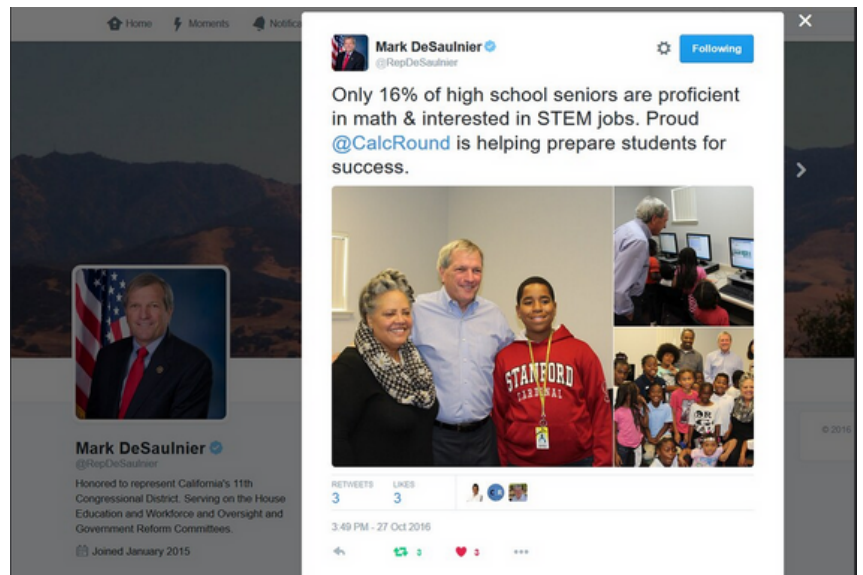 Home Moments Notifica
Mark DeSaulnier
@RepDeSaulnier
Following
Only 16% of high school seniors are proficient
in math & interested in STEM jobs. Proud
@CalcRound is helping prepare students for
success.
STANFORD
CARDINAL
RETWEETS LIKES
3 3
3:49 PM - 27 Oct 2016
3 3
Mark DeSaulnier
@RepDeSaulnier
Honored to represent California's 11th
Congressional District. Serving on the House
Education and Workforce and Oversight and
Government Reform Committees.
Joined January 2015
© 2016